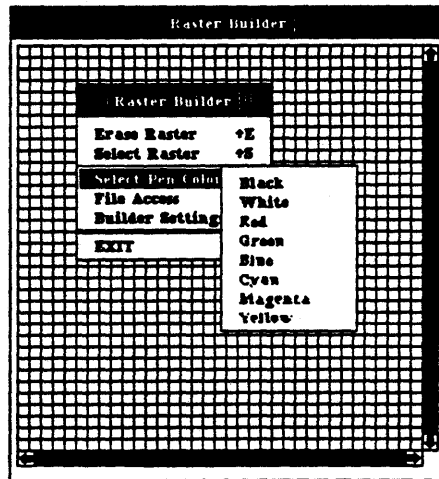 Raster Builder
Raster Builder
Erase Raster +E
Select Raster +S
Select Pen Color
File Access
Builder Setting
EXIT
Black
White
Red
Green
Blue
Cyan
Magenta
Yellow